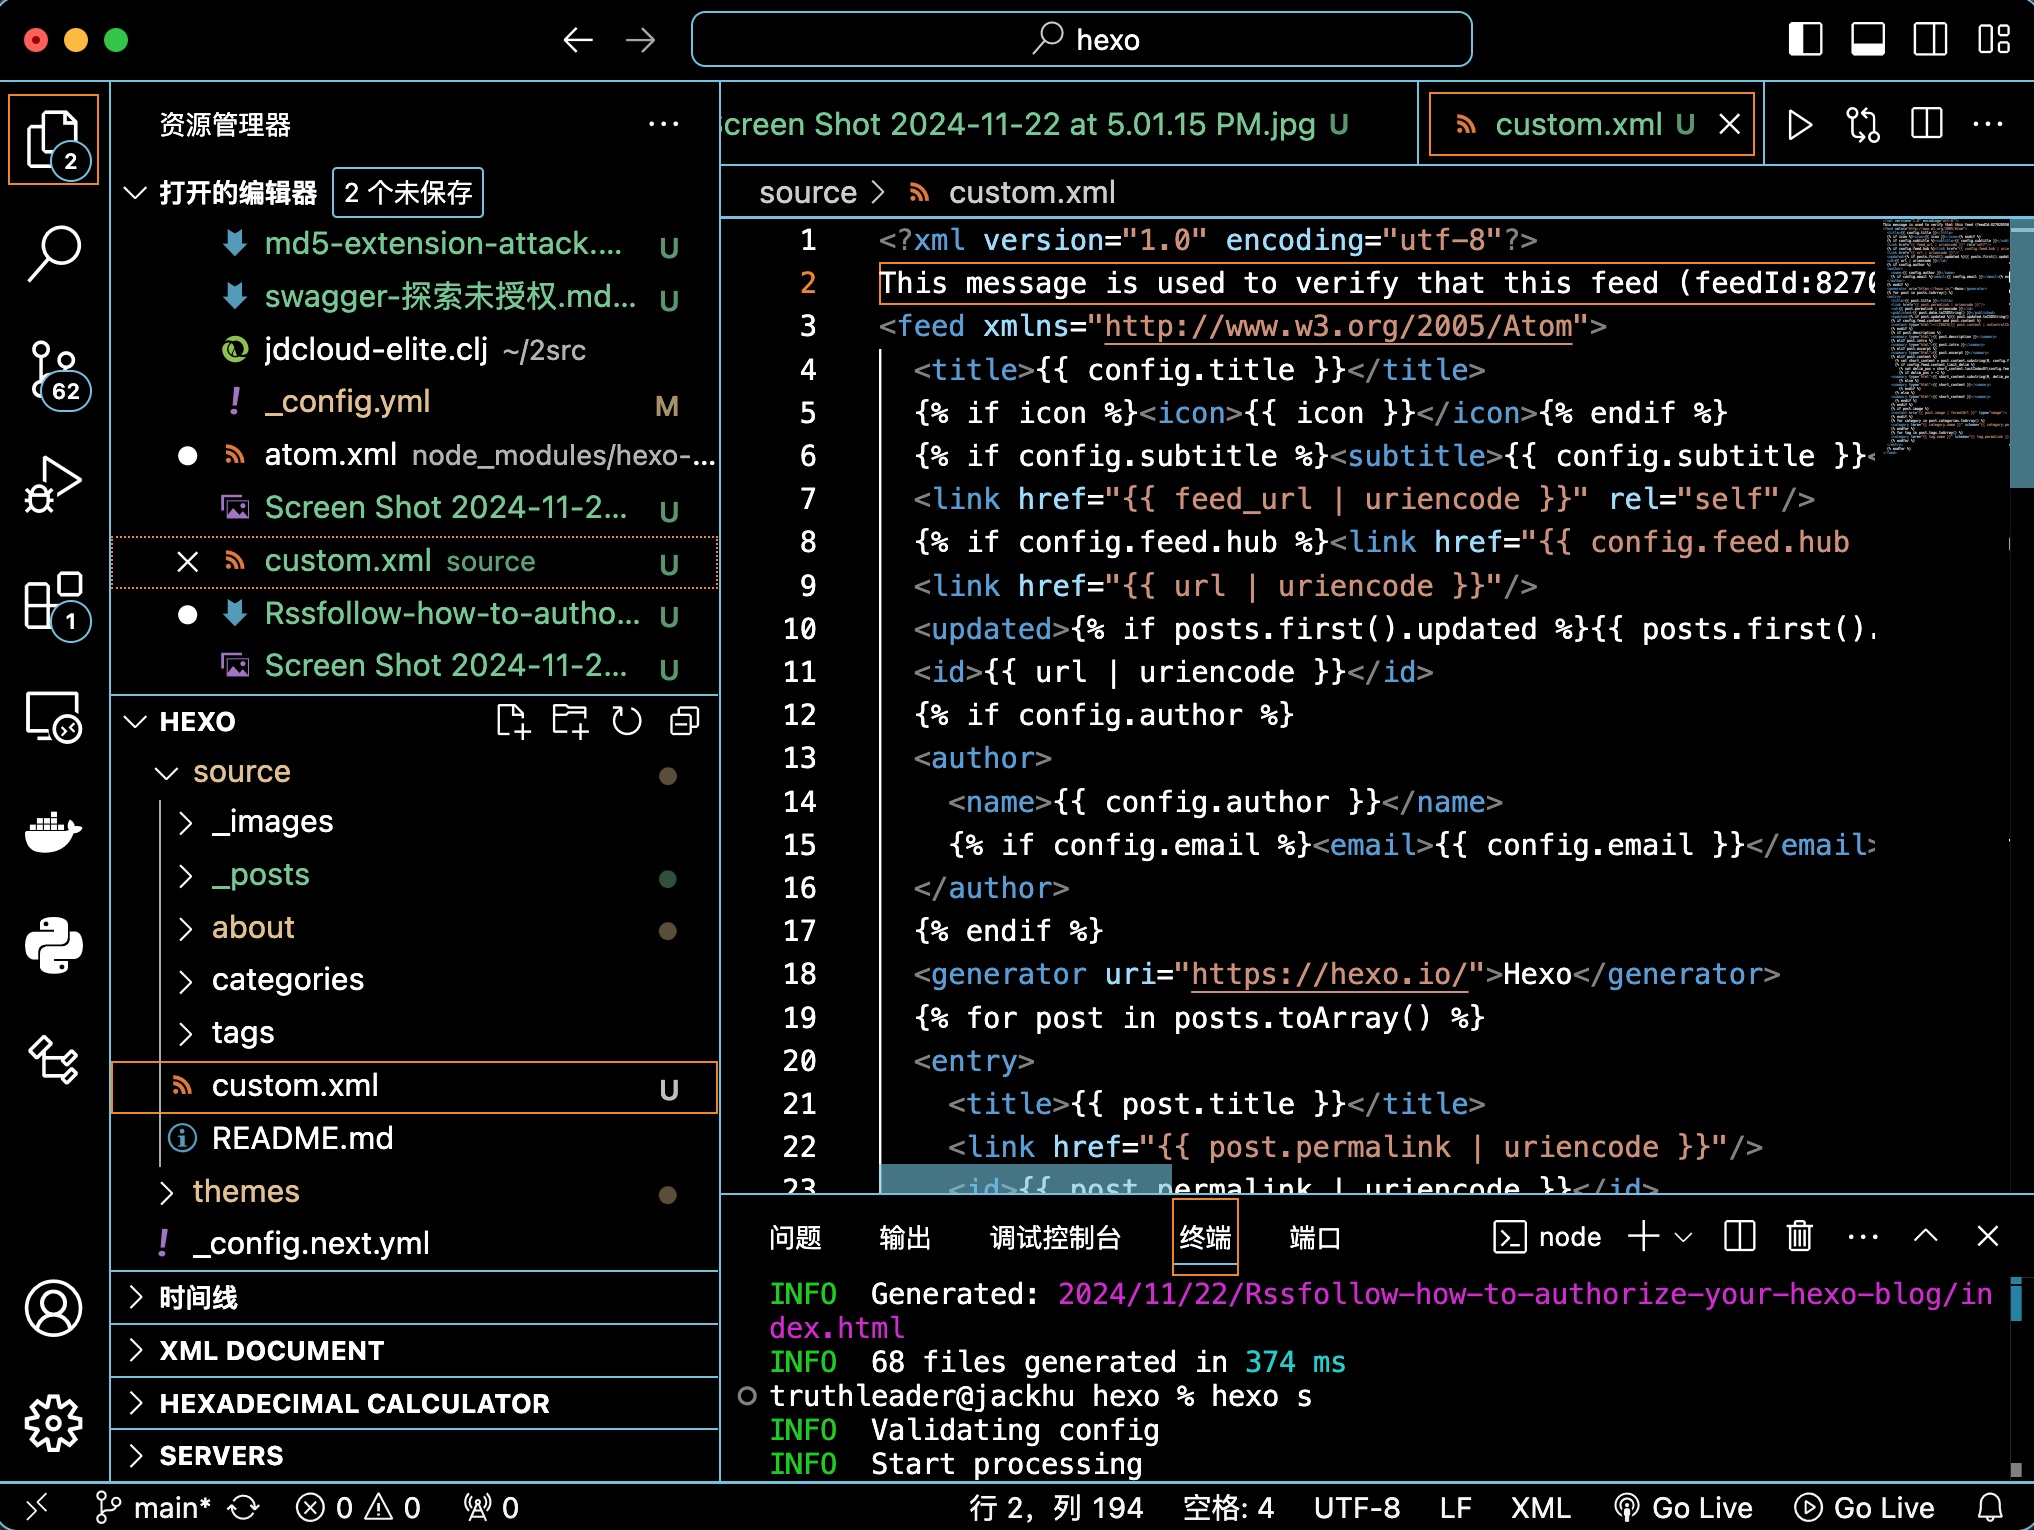 hexo
资源管理器
2
打开的编辑器 2 个未保存
md5-extension-attack.... U
swagger-探索未授权.md... U
jdcloud-elite.clj ~/2src
_config.yml M
atom.xml node_modules/hexo-...
Screen Shot 2024-11-2... U
custom.xml source U
Rssfollow-how-to-autho... U
Screen Shot 2024-11-2... U
62
1
HEXO
source
_images
_posts
about
categories
tags
custom.xml U
README.md
themes
_config.next.yml
时间线
XML DOCUMENT
HEXADECIMAL CALCULATOR
SERVERS
creen Shot 2024-11-22 at 5.01.15 PM.jpg U
custom.xml U
source > custom.xml
1 <?xml version="1.0" encoding="utf-8"?>
2 This message is used to verify that this feed (feedId:8270
3 <feed xmlns="http://www.w3.org/2005/Atom">
4 <title>{{ config.title }}</title>
5 {% if icon %}<icon>{{ icon }}</icon>{% endif %}
6 {% if config.subtitle %}<subtitle>{{ config.subtitle }}<
7 <link href="{{ feed_url | uriencode }}" rel="self"/>
8 {% if config.feed.hub %}<link href="{{ config.feed.hub
9 <link href="{{ url | uriencode }}"/>
10 <updated>{% if posts.first().updated %}{{ posts.first().
11 <id>{{ url | uriencode }}</id>
12 {% if config.author %}
13 <author>
14 <name>{{ config.author }}</name>
15 {% if config.email %}<email>{{ config.email }}</email>
16 </author>
17 {% endif %}
18 <generator uri="https://hexo.io/">Hexo</generator>
19 {% for post in posts.toArray() %}
20 <entry>
21 <title>{{ post.title }}</title>
22 <link href="{{ post.permalink | uriencode }}"/>
23 <id>{{ post.permalink | uriencode }}</id>
问题 输出 调试控制台 终端 端口 node
INFO Generated: 2024/11/22/Rssfollow-how-to-authorize-your-hexo-blog/in
dex.html
INFO 68 files generated in 374 ms
truthleader@jackhu hexo % hexo s
INFO Validating config
INFO Start processing
main* 0 0 0 行 2，列 194 空格: 4 UTF-8 LF XML Go Live Go Live